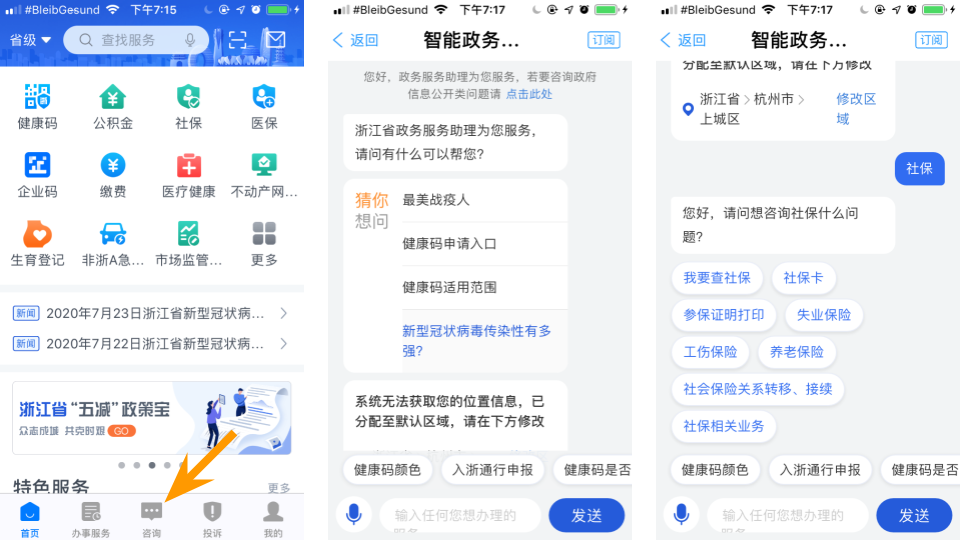 #BleibGesund 下午7:15
省级 查找服务
健康码 公积金 社保 医保
企业码 缴费 医疗健康 不动产网...
生育登记 非浙A急... 市场监管... 更多
新闻 2020年7月23日浙江省新型冠状病...
新闻 2020年7月22日浙江省新型冠状病...
浙江省“五减”政策宝
众志成城 共克时艰 GO
特色服务 更多
首页 办事服务 咨询 投诉 我的
#BleibGesund 下午7:17
返回 智能政务... 订阅
您好，政务服务助理为您服务，若要咨询政府
信息公开类问题请 点击此处
浙江省政务服务助理为您服务，
请问有什么可以帮您?
猜你
想问
最美战疫人
健康码申请入口
健康码适用范围
新型冠状病毒传染性有多
强?
系统无法获取您的位置信息，已
分配至默认区域，请在下方修改
健康码颜色 入浙通行申报 健康码是否
输入任何您想办理的
发送
#BleibGesund 下午7:17
返回 智能政务... 订阅
分配至默认区域，请在下方修改
浙江省 > 杭州市 > 修改区
上城区 域
社保
您好，请问想咨询社保什么问
题?
我要查社保 社保卡
参保证明打印 失业保险
工伤保险 养老保险
社会保险关系转移、接续
社保相关业务
健康码颜色 入浙通行申报 健康码是否
输入任何您想办理的
发送